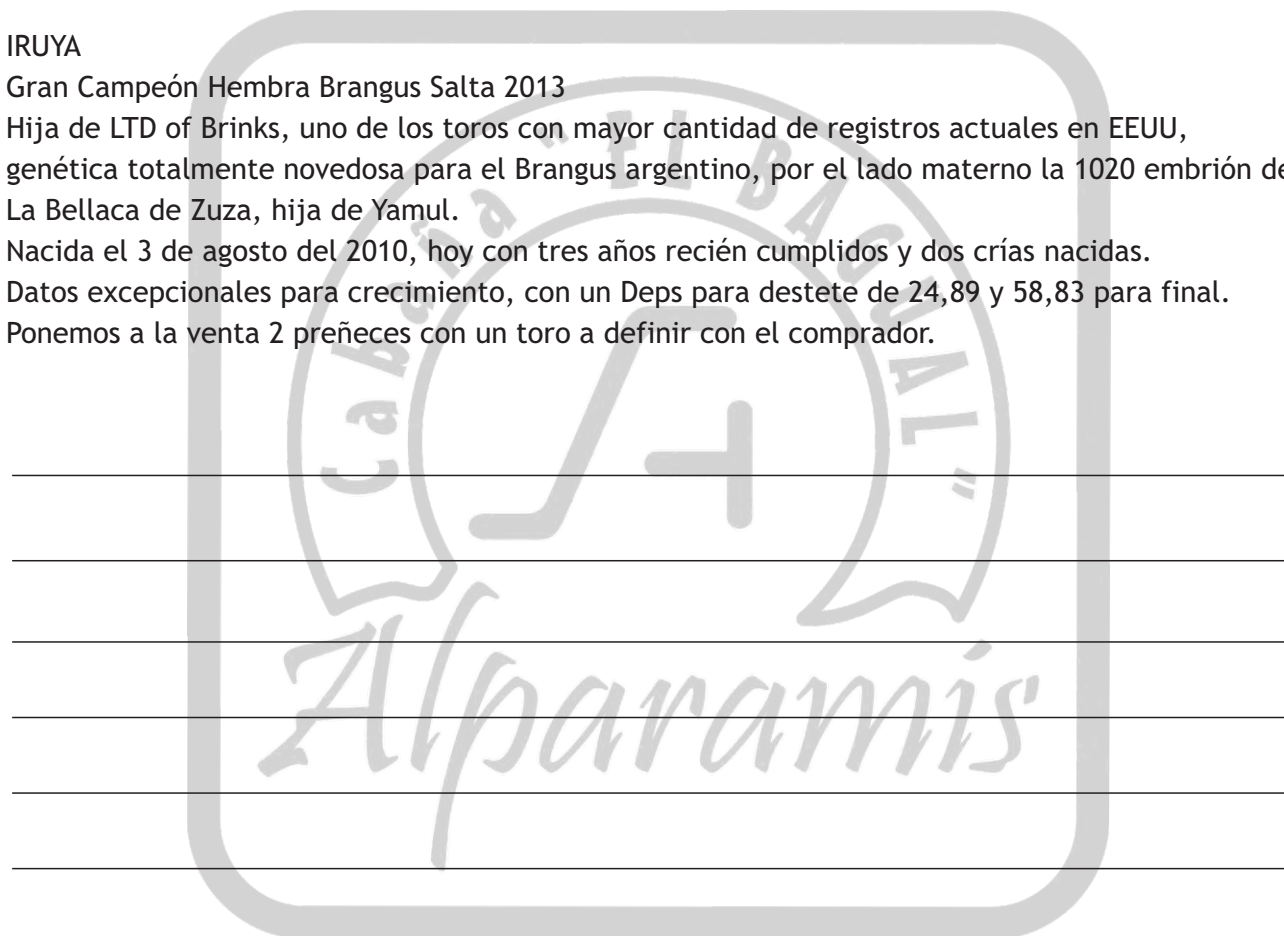 IRUYA
Gran Campeón Hembra Brangus Salta 2013
Hija de LTD of Brinks, uno de los toros con mayor cantidad de registros actuales en EEUU,
genética totalmente novedosa para el Brangus argentino, por el lado materno la 1020 embrión de
La Bellaca de Zuza, hija de Yamul.
Nacida el 3 de agosto del 2010, hoy con tres años recién cumplidos y dos crías nacidas.
Datos excepcionales para crecimiento, con un Deps para destete de 24,89 y 58,83 para final.
Ponemos a la venta 2 preñeces con un toro a definir con el comprador.
Cabaña "El BAGUAL"
Alparamis